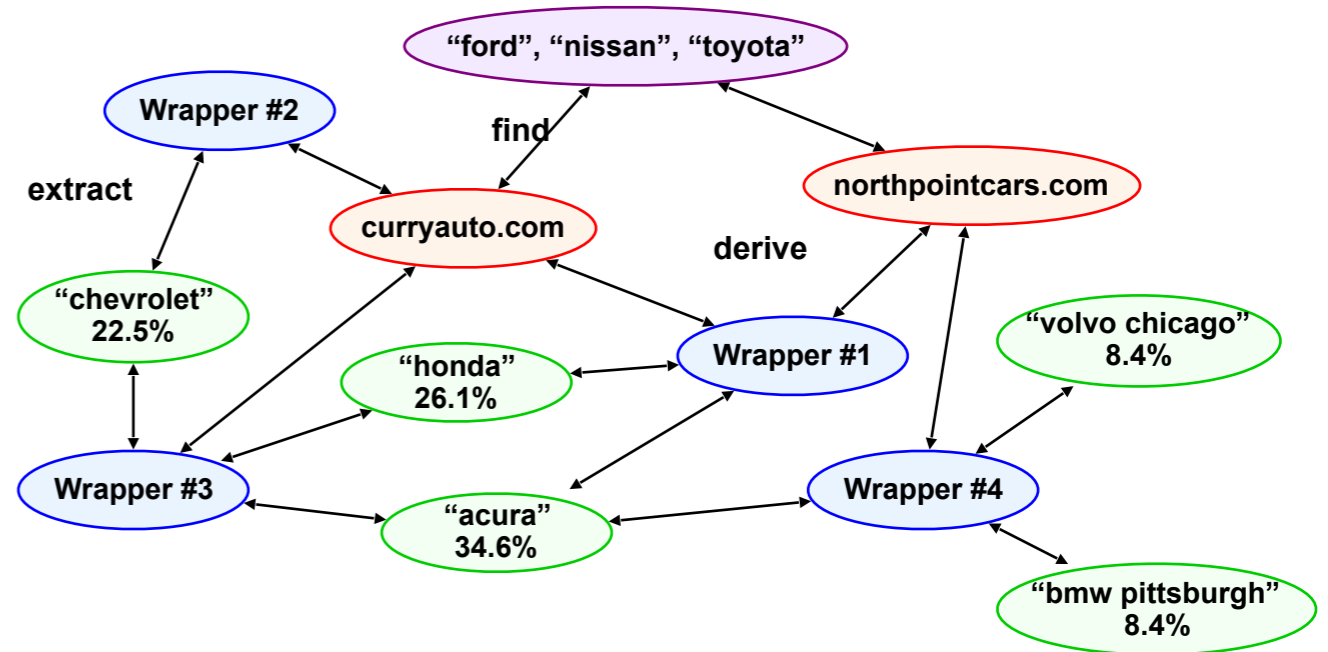 “ford”, “nissan”, “toyota”
Wrapper #2
find
extract
northpointcars.com
curryauto.com
derive
“chevrolet”
22.5%
“volvo chicago”
8.4%
Wrapper #1
“honda”
26.1%
Wrapper #3
Wrapper #4
“acura”
34.6%
“bmw pittsburgh”
8.4%